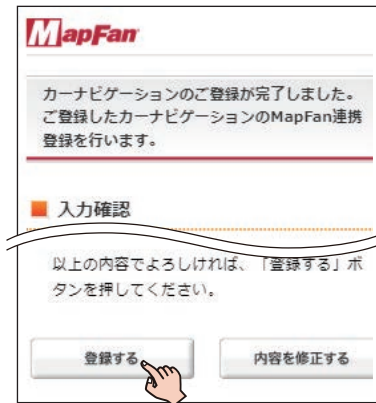 MapFan
カーナビゲーションのご登録が完了しました。
ご登録したカーナビゲーションのMapFan連携
登録を行います。
入力確認
以上の内容でよろしければ、「登録する」ボ
タンを押してください。
登録する
内容を修正する